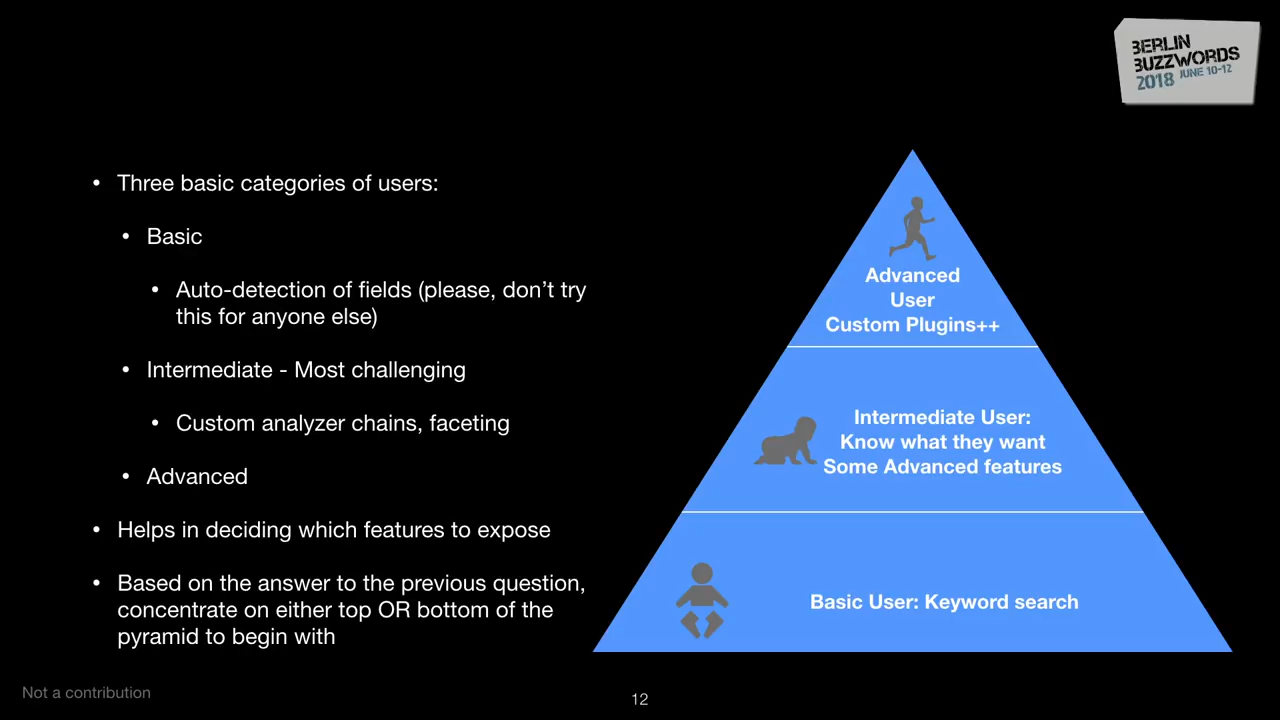 BERLIN
BUZZWORDS
2018 JUNE 10-12
• Three basic categories of users:
• Basic
• Auto-detection of fields (please, don’t try
this for anyone else)
• Intermediate - Most challenging
• Custom analyzer chains, faceting
• Advanced
• Helps in deciding which features to expose
• Based on the answer to the previous question,
concentrate on either top OR bottom of the
pyramid to begin with
Advanced
User
Custom Plugins++
Intermediate User:
Know what they want
Some Advanced features
Basic User: Keyword search
Not a contribution
12